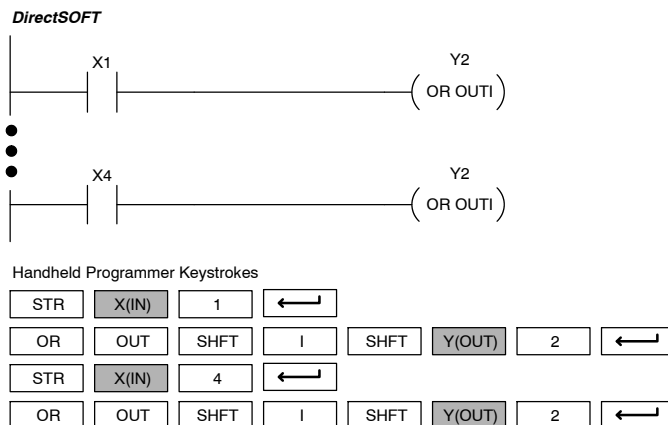 DirectSOFT
X1 Y2
OR OUTI
X4 Y2
OR OUTI
Handheld Programmer Keystrokes
STR X(IN) 1
OR OUT SHFT I SHFT Y(OUT) 2
STR X(IN) 4
OR OUT SHFT I SHFT Y(OUT) 2